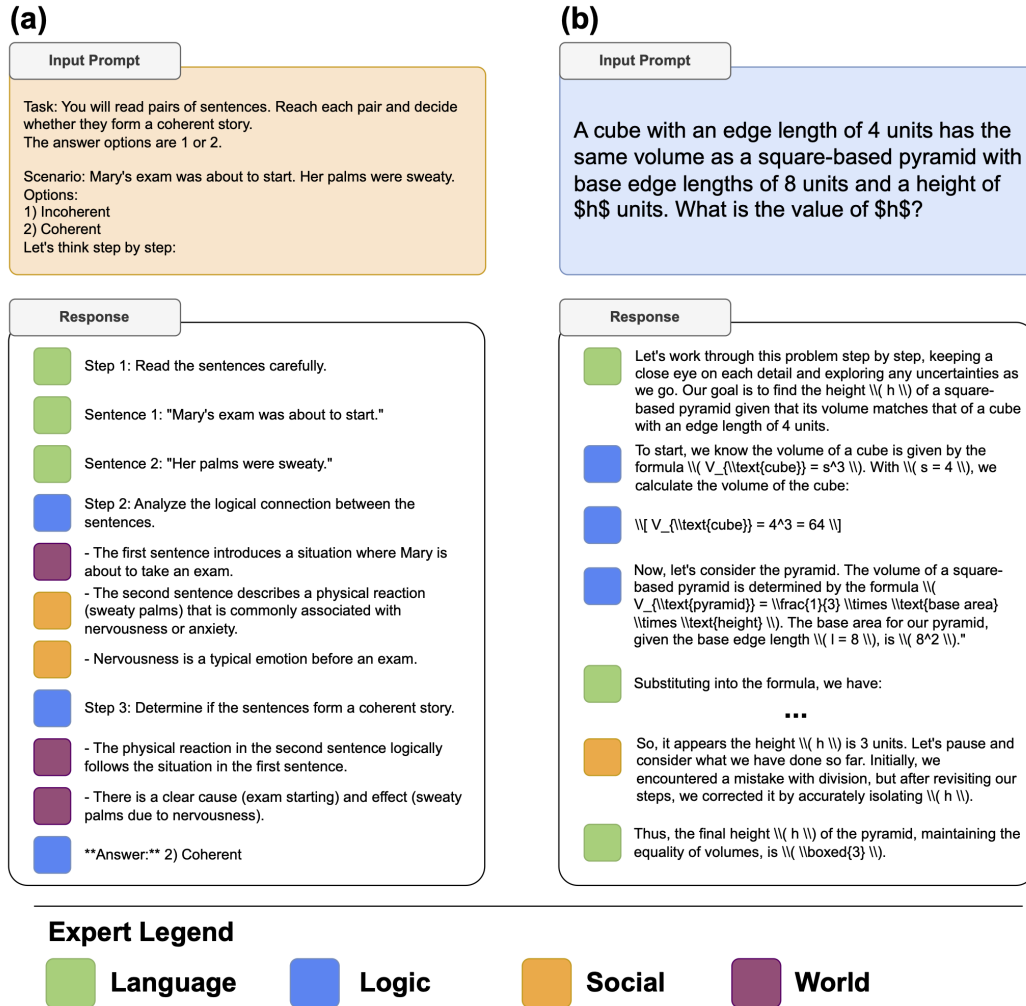 (a)
Input Prompt
Task: You will read pairs of sentences. Reach each pair and decide
whether they form a coherent story.
The answer options are 1 or 2.
Scenario: Mary's exam was about to start. Her palms were sweaty.
Options:
1) Incoherent
2) Coherent
Let's think step by step:
Response
Step 1: Read the sentences carefully.
Sentence 1: "Mary's exam was about to start."
Sentence 2: "Her palms were sweaty."
Step 2: Analyze the logical connection between the
sentences.
- The first sentence introduces a situation where Mary is
about to take an exam.
- The second sentence describes a physical reaction
(sweaty palms) that is commonly associated with
nervousness or anxiety.
- Nervousness is a typical emotion before an exam.
Step 3: Determine if the sentences form a coherent story.
- The physical reaction in the second sentence logically
follows the situation in the first sentence.
- There is a clear cause (exam starting) and effect (sweaty
palms due to nervousness).
**Answer:** 2) Coherent
(b)
Input Prompt
A cube with an edge length of 4 units has the
same volume as a square-based pyramid with
base edge lengths of 8 units and a height of
$h$ units. What is the value of $h$?
Response
Let's work through this problem step by step, keeping a
close eye on each detail and exploring any uncertainties as
we go. Our goal is to find the height \\( h \\) of a square-
based pyramid given that its volume matches that of a cube
with an edge length of 4 units.
To start, we know the volume of a cube is given by the
formula \\( V_{\\text{cube}} = s^3 \\). With \\( s = 4 \\), we
calculate the volume of the cube:
\\[ V_{\\text{cube}} = 4^3 = 64 \\]
Now, let's consider the pyramid. The volume of a square-
based pyramid is determined by the formula \\(
V_{\\text{pyramid}} = \\frac{1}{3} \\times \\text{base area}
\\times \\text{height} \\). The base area for our pyramid,
given the base edge length \\( l = 8 \\), is \\( 8^2 \\)."
Substituting into the formula, we have:
...
So, it appears the height \\( h \\) is 3 units. Let's pause and
consider what we have done so far. Initially, we
encountered a mistake with division, but after revisiting our
steps, we corrected it by accurately isolating \\( h \\).
Thus, the final height \\( h \\) of the pyramid, maintaining the
equality of volumes, is \\( \\boxed{3} \\).
Expert Legend
Language
Logic
Social
World